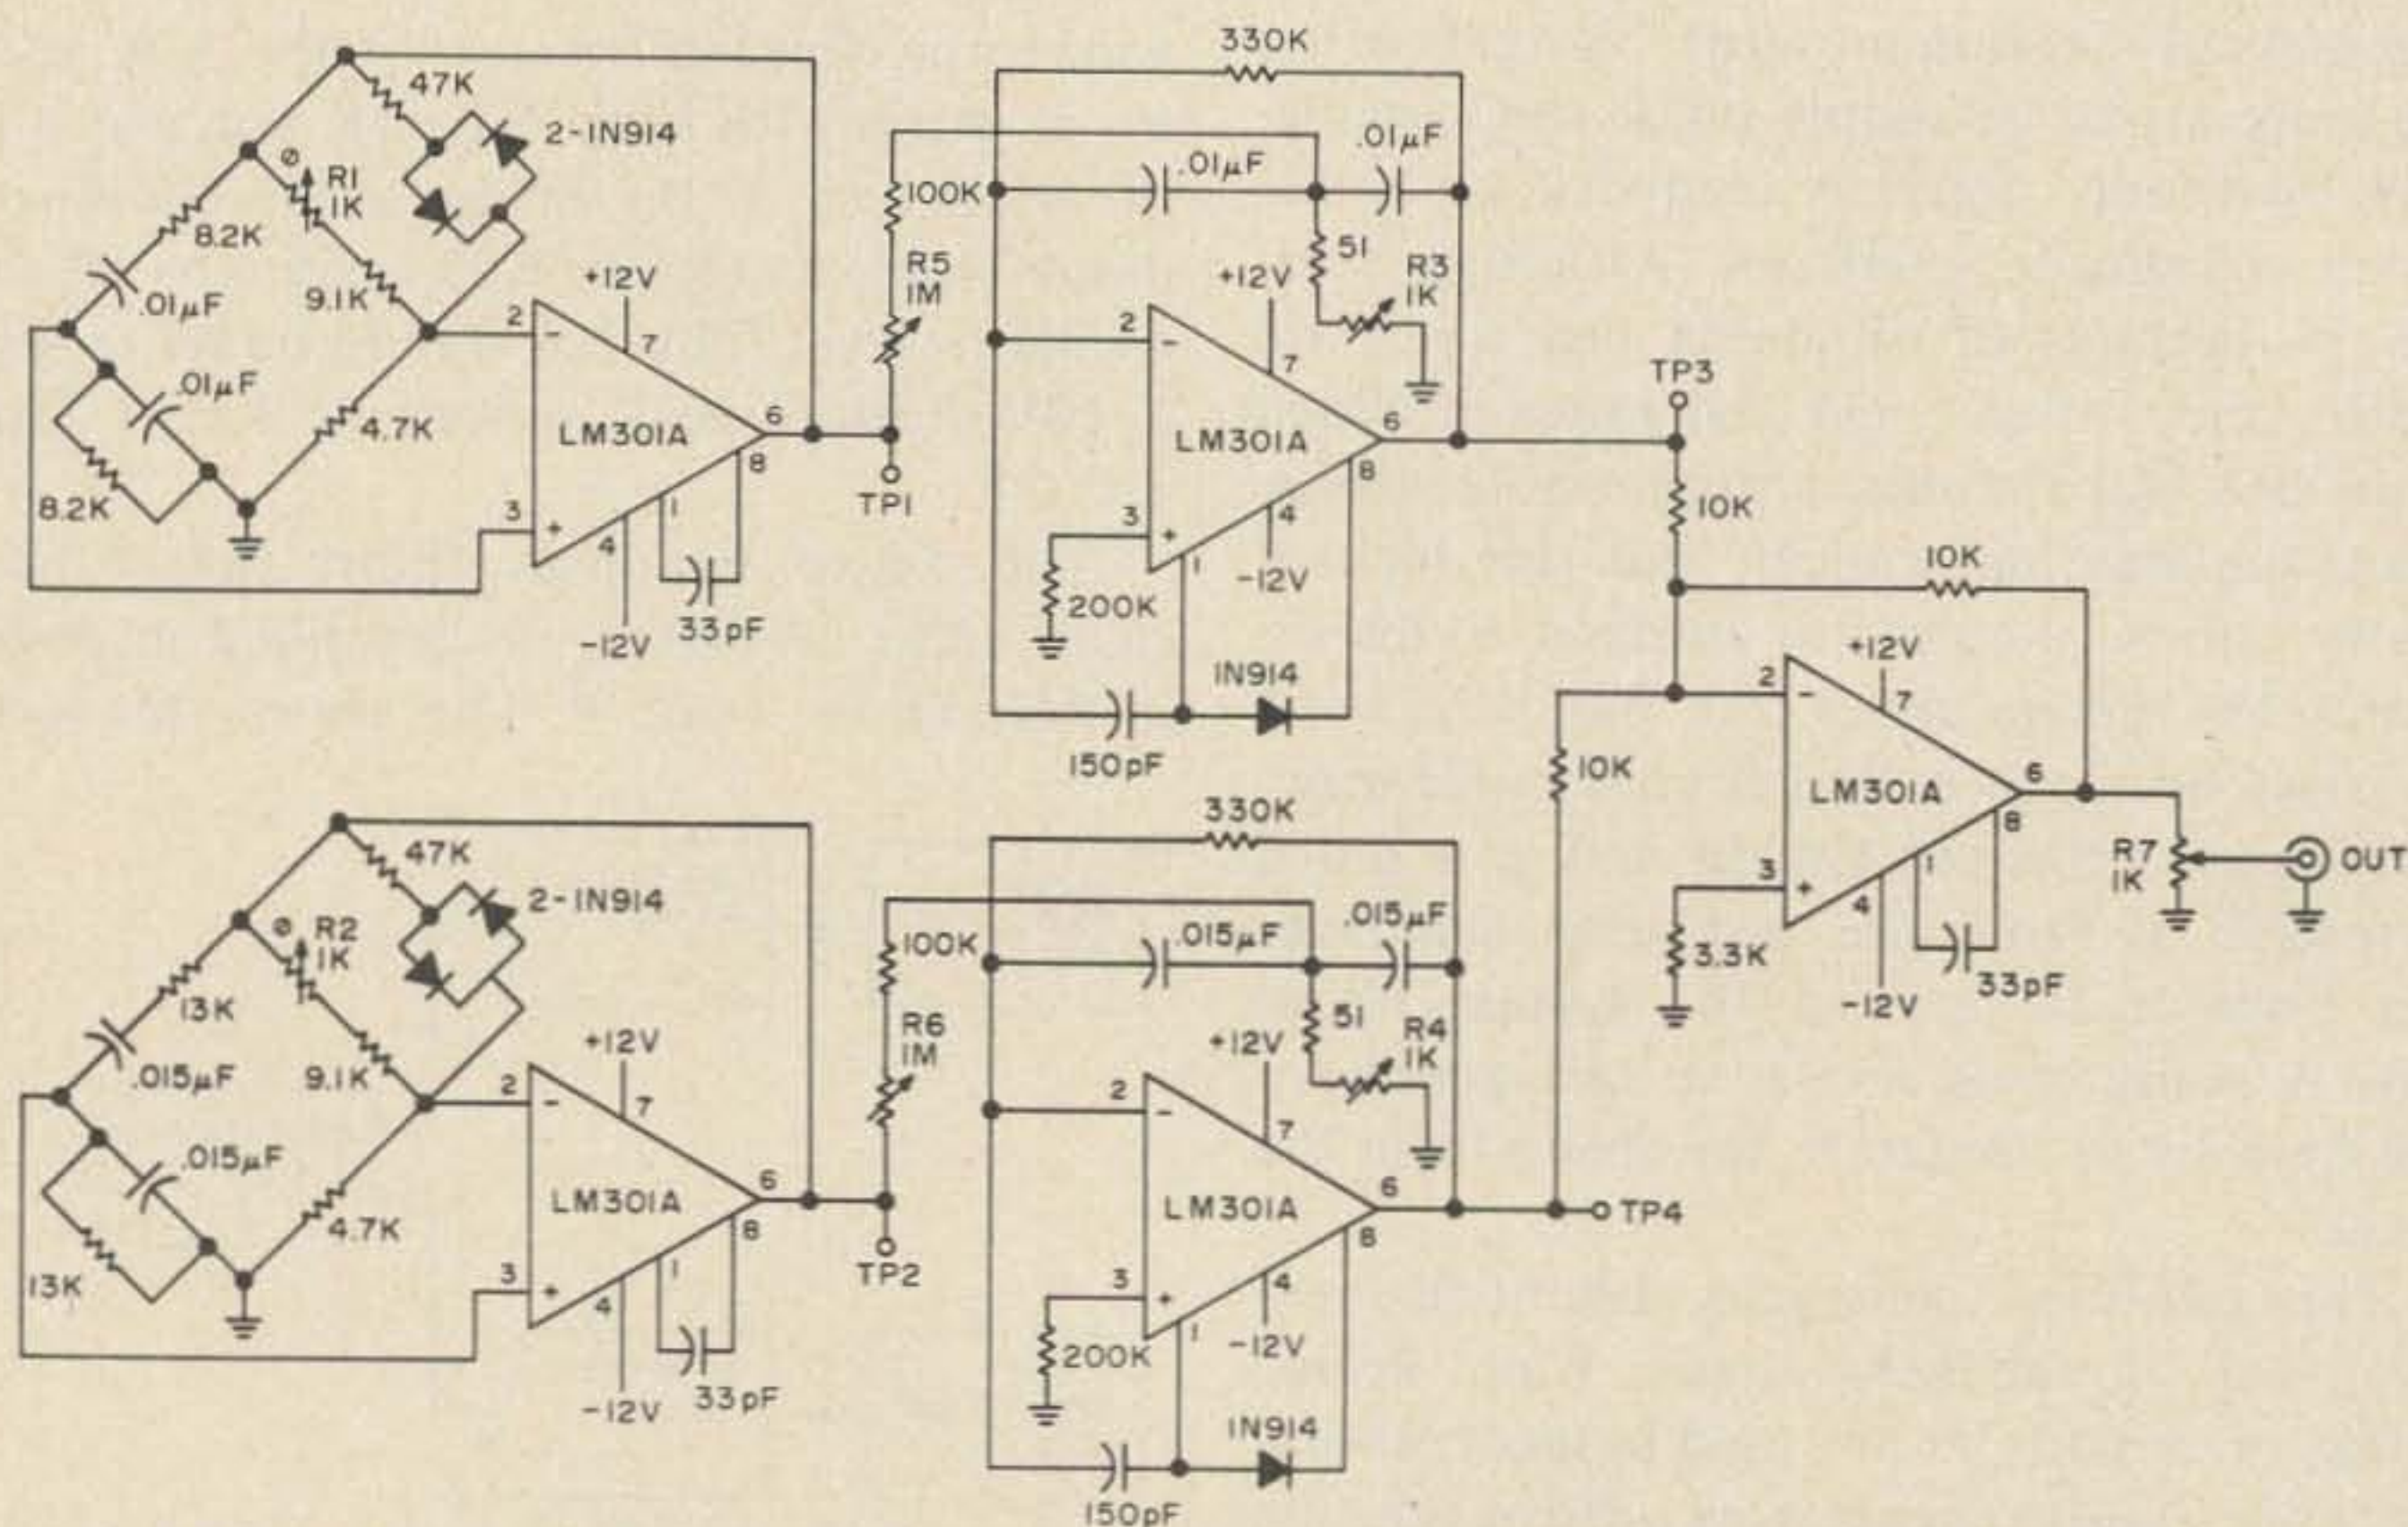 330K
47K
2-1N914
.01µF
.01µF
Ø
R1
1K
100K
8.2K
51
R3
1K
+12V
+12V
R5
1M
9.1K
.01µF
2
−
7
2
−
7
TP3
.01µF
4.7K
LM301A
6
LM301A
6
8
8
TP1
8.2K
3
+
1
4
3
+
4
1
10K
10K
−12V
200K
33pF
−12V
1N914
+12V
2
−
7
150pF
10K
6
LM301A
8
R7
1K
OUT
3
+
1
4
3.3K
33pF
−12V
330K
47K
2-1N914
.015µF
.015µF
Ø
R2
1K
100K
13K
51
R4
1K
+12V
+12V
R6
1M
9.1K
.015µF
2
−
7
2
−
7
.015µF
4.7K
LM301A
6
LM301A
6
TP4
8
8
TP2
13K
3
+
1
4
3
+
4
1
−12V
200K
33pF
−12V
1N914
150pF